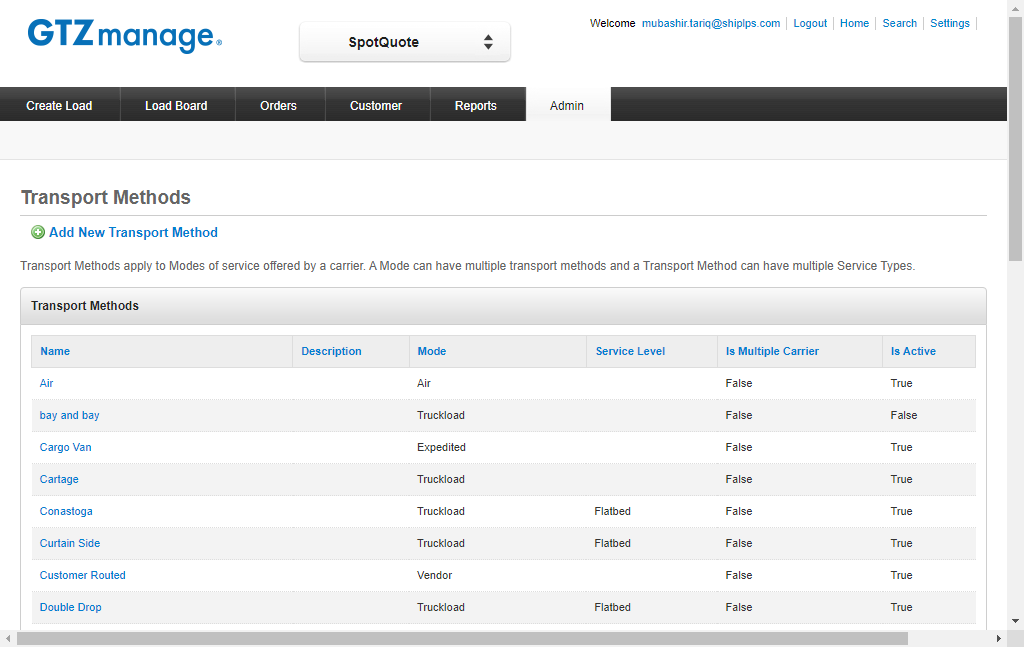 GTZmanage®
SpotQuote
Welcome mubashir.tariq@shiplps.com Logout Home Search Settings
Create Load Load Board Orders Customer Reports Admin
Transport Methods
Add New Transport Method
Transport Methods apply to Modes of service offered by a carrier. A Mode can have multiple transport methods and a Transport Method can have multiple Service Types.
Transport Methods
Name Description Mode Service Level Is Multiple Carrier Is Active
Air Air False True
bay and bay Truckload False False
Cargo Van Expedited False True
Cartage Truckload False True
Conastoga Truckload Flatbed False True
Curtain Side Truckload Flatbed False True
Customer Routed Vendor False True
Double Drop Truckload Flatbed False True